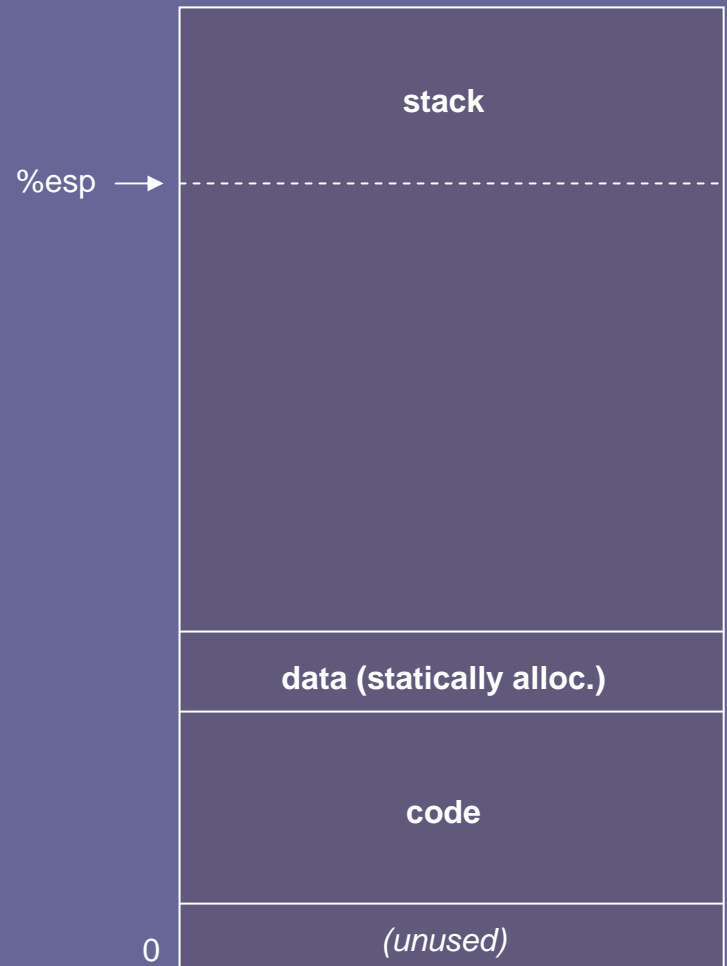 stack
%esp
data (statically alloc.)
code
(unused)
0